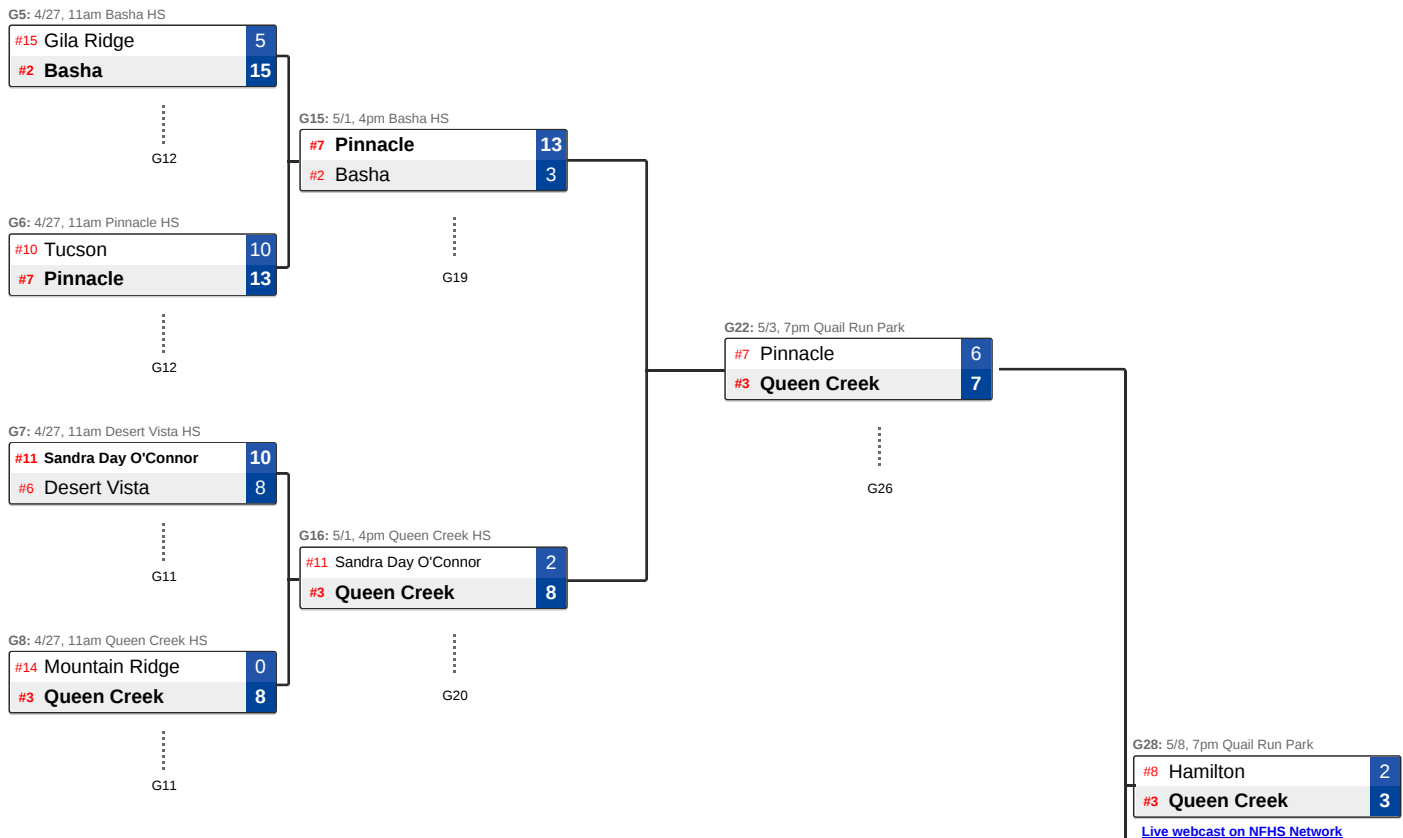 G5: 4/27, 11am Basha HS
#15 Gila Ridge 5
#2 Basha 15
G12
G15: 5/1, 4pm Basha HS
#7 Pinnacle 13
#2 Basha 3
G19
G6: 4/27, 11am Pinnacle HS
#10 Tucson 10
#7 Pinnacle 13
G12
G22: 5/3, 7pm Quail Run Park
#7 Pinnacle 6
#3 Queen Creek 7
G26
G7: 4/27, 11am Desert Vista HS
#11 Sandra Day O'Connor 10
#6 Desert Vista 8
G11
G16: 5/1, 4pm Queen Creek HS
#11 Sandra Day O'Connor 2
#3 Queen Creek 8
G20
G8: 4/27, 11am Queen Creek HS
#14 Mountain Ridge 0
#3 Queen Creek 8
G11
G28: 5/8, 7pm Quail Run Park
#8 Hamilton 2
#3 Queen Creek 3
Live webcast on NFHS Network